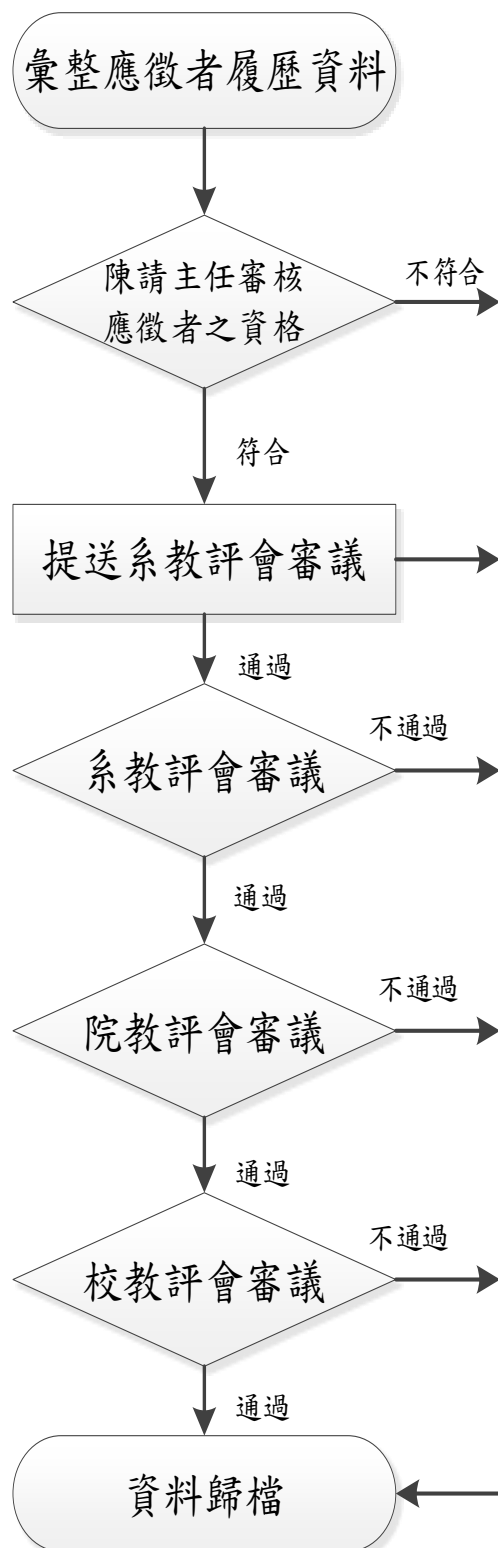 彙整應徵者履歷資料
陳請主任審核
應徵者之資格
不符合
符合
提送系教評會審議
通過
系教評會審議
不通過
通過
院教評會審議
不通過
通過
校教評會審議
不通過
通過
資料歸檔